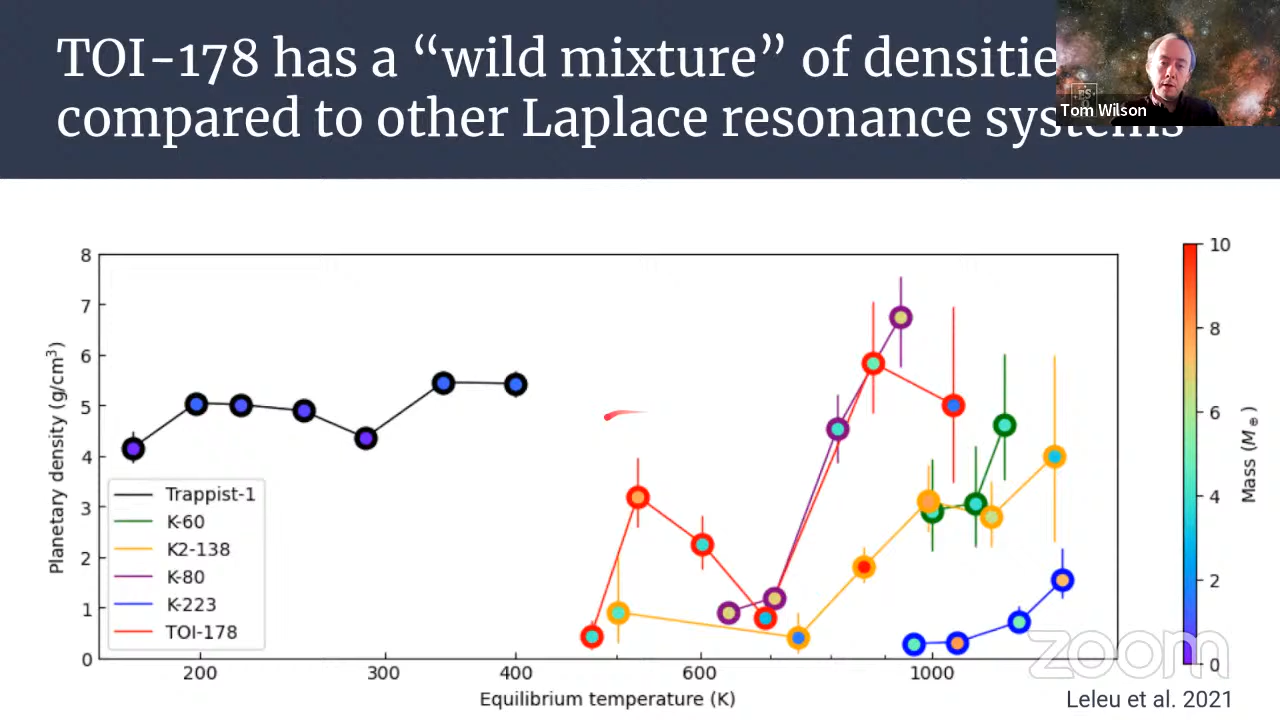 TOI-178 has a “wild mixture” of densitie
compared to other Laplace resonance systems
Tom Wilson
8
7
6
5
4
3
2
1
0
Planetary density (g/cm³)
Trappist-1
K-60
K2-138
K-80
K-223
TOI-178
200
300
400
600
1000
Equilibrium temperature (K)
10
8
6
4
2
0
Mass (M⊕)
zoom
Leleu et al. 2021